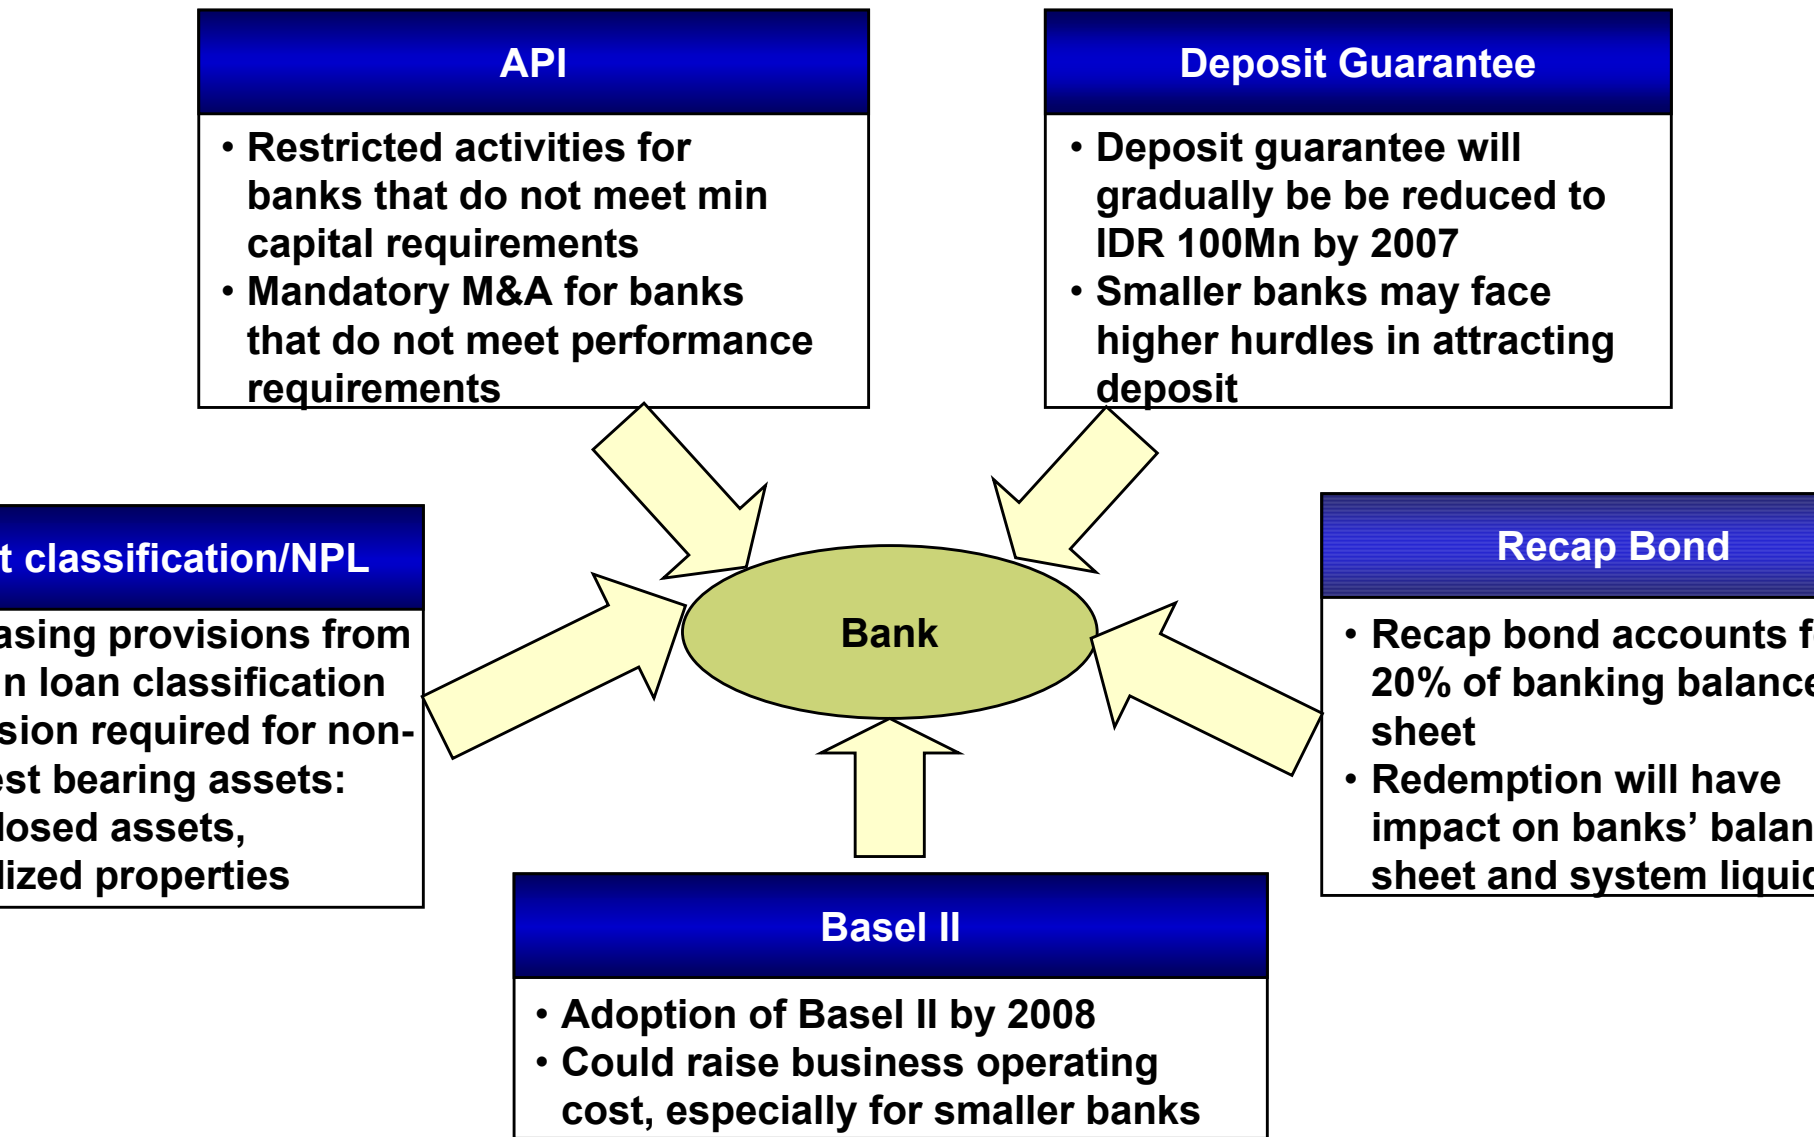 API
• Restricted activities for
banks that do not meet min
capital requirements
• Mandatory M&A for banks
that do not meet performance
requirements
Deposit Guarantee
• Deposit guarantee will
gradually be be reduced to
IDR 100Mn by 2007
• Smaller banks may face
higher hurdles in attracting
deposit
classification/NPL
provisions from
loan classification
required for non-
bearing assets:
assets,
properties
Bank
Recap Bond
• Recap bond accounts
20% of banking balance
sheet
• Redemption will have
impact on banks’
sheet and system
Basel II
• Adoption of Basel II by 2008
• Could raise business operating
cost, especially for smaller banks